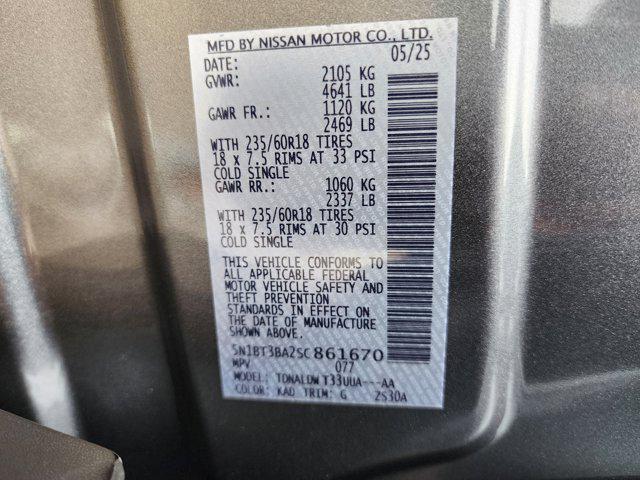 MFD BY NISSAN MOTOR CO., LTD.
DATE: 05/25
GVWR: 2105 KG
4641 LB
GAWR FR.: 1120 KG
2469 LB
WITH 235/60R18 TIRES
18 x 7.5 RIMS AT 33 PSI
COLD SINGLE
GAWR RR.: 1060 KG
2337 LB
WITH 235/60R18 TIRES
18 x 7.5 RIMS AT 30 PSI
COLD SINGLE
THIS VEHICLE CONFORMS TO
ALL APPLICABLE FEDERAL
MOTOR VEHICLE SAFETY AND
THEFT PREVENTION
STANDARDS IN EFFECT ON
THE DATE OF MANUFACTURE
SHOWN ABOVE.
5N1BT3BA2SC861670
MPV 077
MODEL: TDNALDW T33UUA---AA
COLOR: KAD TRIM: G 2S30A